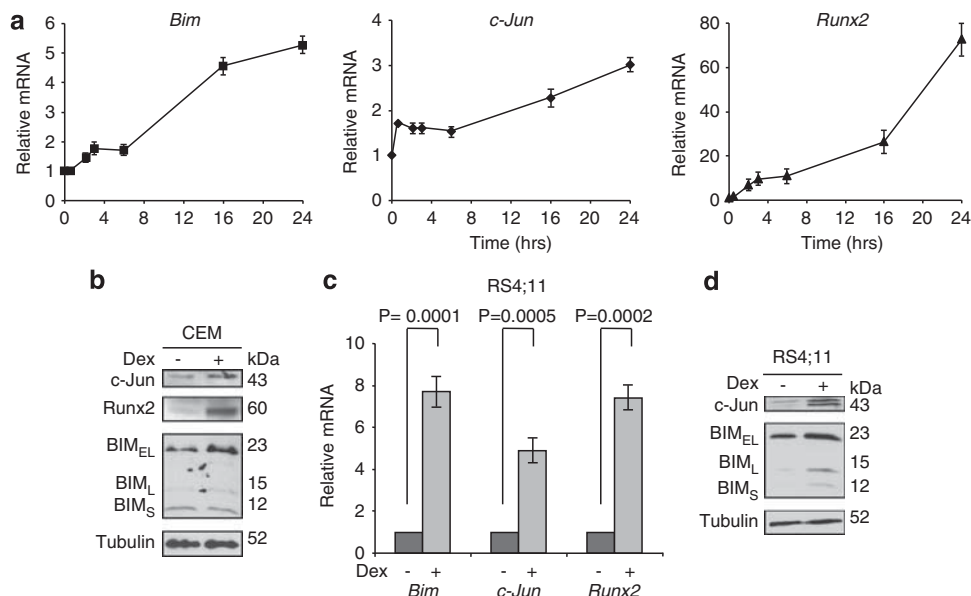 a
Bim
c-Jun
Runx2
Relative mRNA
6
5
4
3
2
1
0
0 4 8 12 16 20 24
Time (hrs)
Relative mRNA
4
3
2
1
0
0 4 8 12 16 20 24
Time (hrs)
Relative mRNA
80
60
40
20
0
0 4 8 12 16 20 24
Time (hrs)
b
CEM
Dex - + kDa
c-Jun 43
Runx2 60
BIMEL 23
BIML 15
BIMS 12
Tubulin 52
c
RS4;11
P= 0.0001 P=0.0005 P=0.0002
Relative mRNA
10
8
6
4
2
0
Dex - + - + - +
Bim c-Jun Runx2
d
RS4;11
Dex - + kDa
c-Jun 43
BIMEL 23
BIML 15
BIMS 12
Tubulin 52